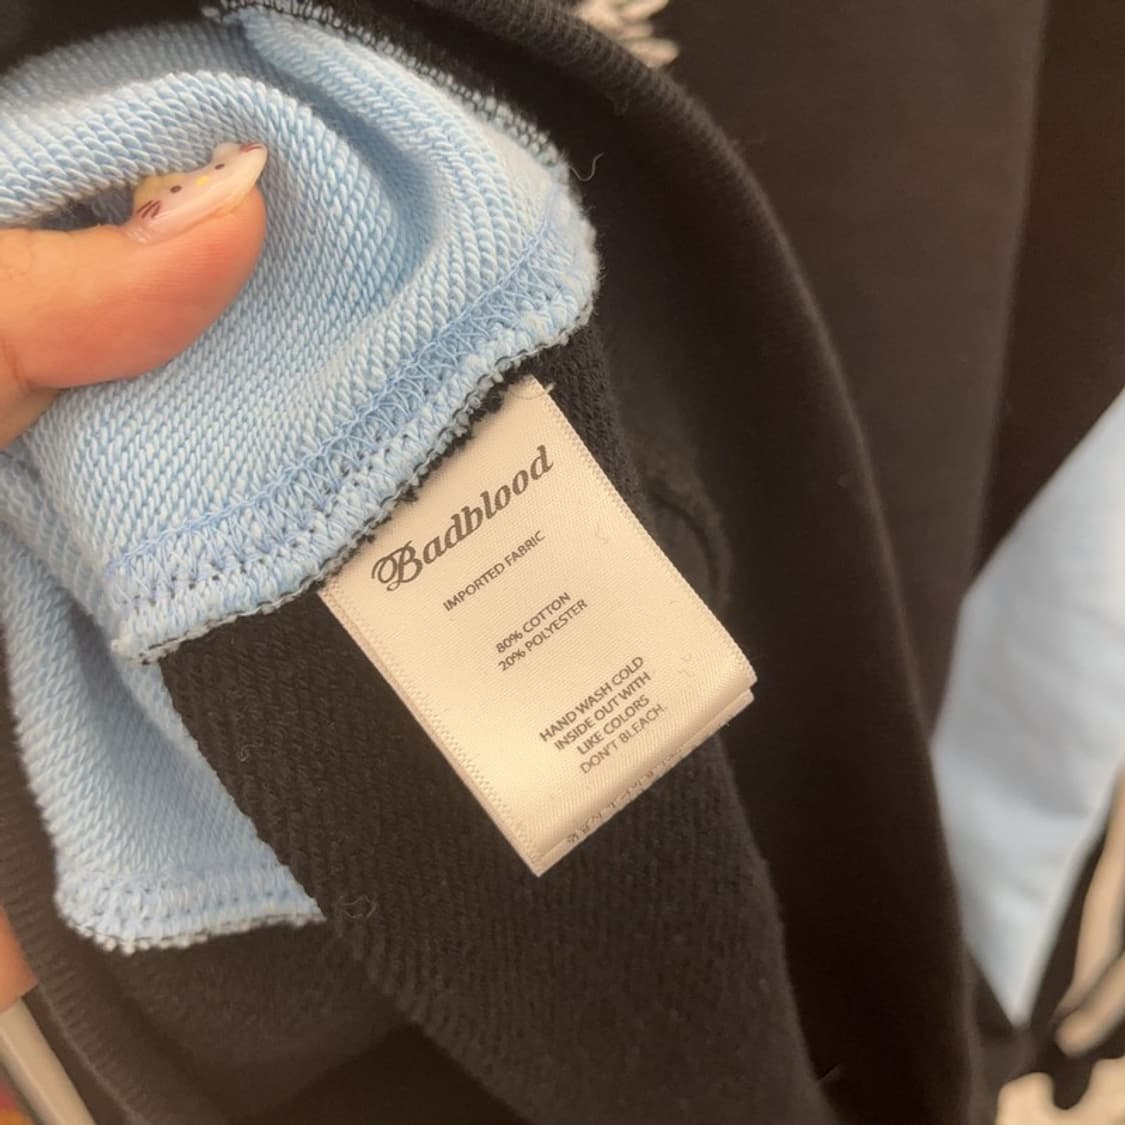 Badblood
IMPORTED FABRIC
80% COTTON
20% POLYESTER
HAND WASH COLD
INSIDE OUT WITH
LIKE COLORS
DON'T BLEACH.